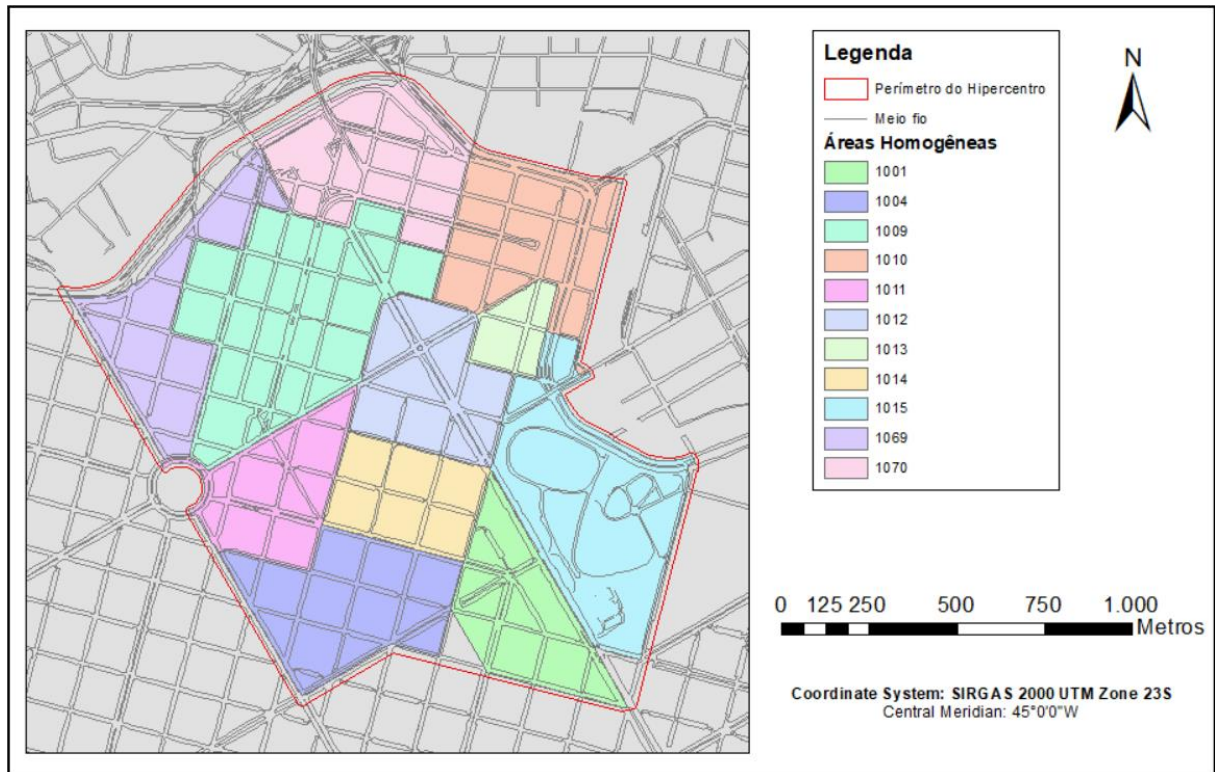 Legenda
Perímetro do Hipercentro
Meio fio
Áreas Homogêneas
1001
1004
1009
1010
1011
1012
1013
1014
1015
1069
1070
N
0 125 250 500 750 1.000
Metros
Coordinate System: SIRGAS 2000 UTM Zone 23S
Central Meridian: 45°0'0"W